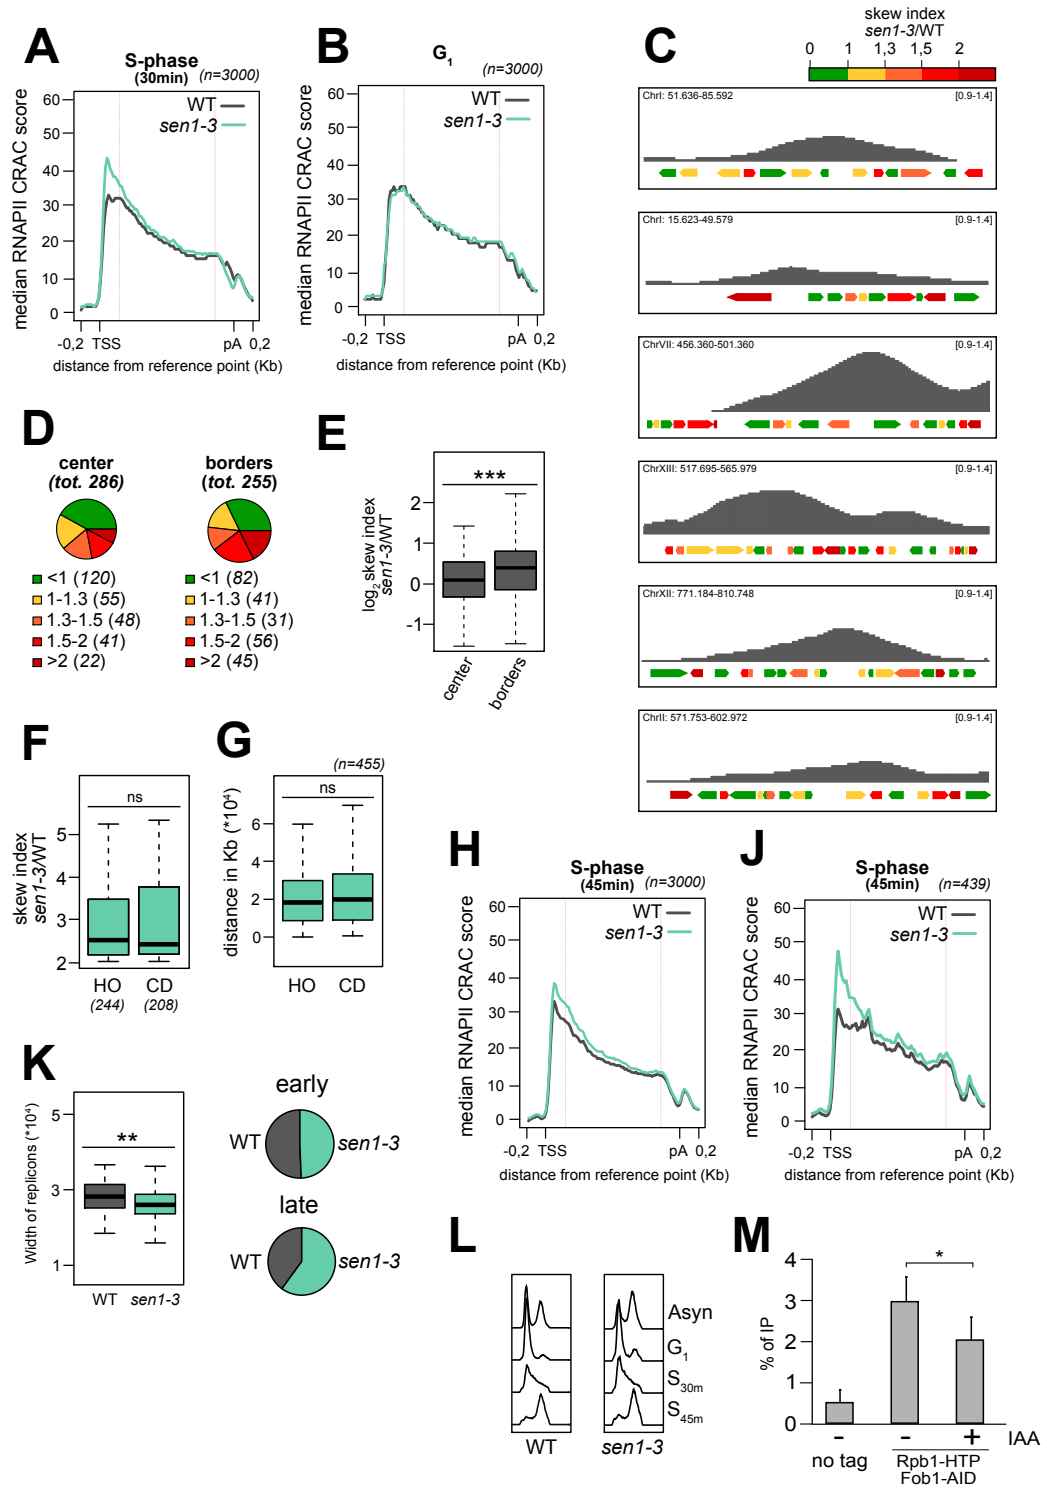 A
S-phase
(30min) (n=3000)
60
50
40
30
20
10
0
WT
sen1-3
median RNAPII CRAC score
-0,2 TSS pA 0,2
distance from reference point (Kb)
B
G1
(n=3000)
60
50
40
30
20
10
0
WT
sen1-3
median RNAPII CRAC score
-0,2 TSS pA 0,2
distance from reference point (Kb)
C
skew index
sen1-3/WT
0 1 1,3 1,5 2
ChrI: 51.636-85.592 [0.9-1.4]
ChrI: 15.623-49.579 [0.9-1.4]
ChrVII: 456.360-501.360 [0.9-1.4]
ChrXIII: 517.695-565.979 [0.9-1.4]
ChrXII: 771.184-810.748 [0.9-1.4]
ChrII: 571.753-602.972 [0.9-1.4]
D
center
(tot. 286)
<1 (120)
1-1.3 (55)
1.3-1.5 (48)
1.5-2 (41)
>2 (22)
borders
(tot. 255)
<1 (82)
1-1.3 (41)
1.3-1.5 (31)
1.5-2 (56)
>2 (45)
E
***
2
1
0
-1
log2 skew index
sen1-3/WT
center
borders
F
ns
5
4
3
2
skew index
sen1-3/WT
HO CD
(244) (208)
G
(n=455)
ns
6
4
2
0
distance in Kb (*10⁴)
HO CD
H
S-phase
(45min) (n=3000)
60
50
40
30
20
10
0
WT
sen1-3
median RNAPII CRAC score
-0,2 TSS pA 0,2
distance from reference point (Kb)
J
S-phase
(45min) (n=439)
60
50
40
30
20
10
0
WT
sen1-3
median RNAPII CRAC score
-0,2 TSS pA 0,2
distance from reference point (Kb)
K
**
5
3
1
Width of replicons (*10⁴)
WT sen1-3
early
WT sen1-3
late
WT sen1-3
L
Asyn
G1
S30m
S45m
WT sen1-3
M
*
4
3
2
1
0
% of IP
- - + IAA
no tag Rpb1-HTP
Fob1-AID